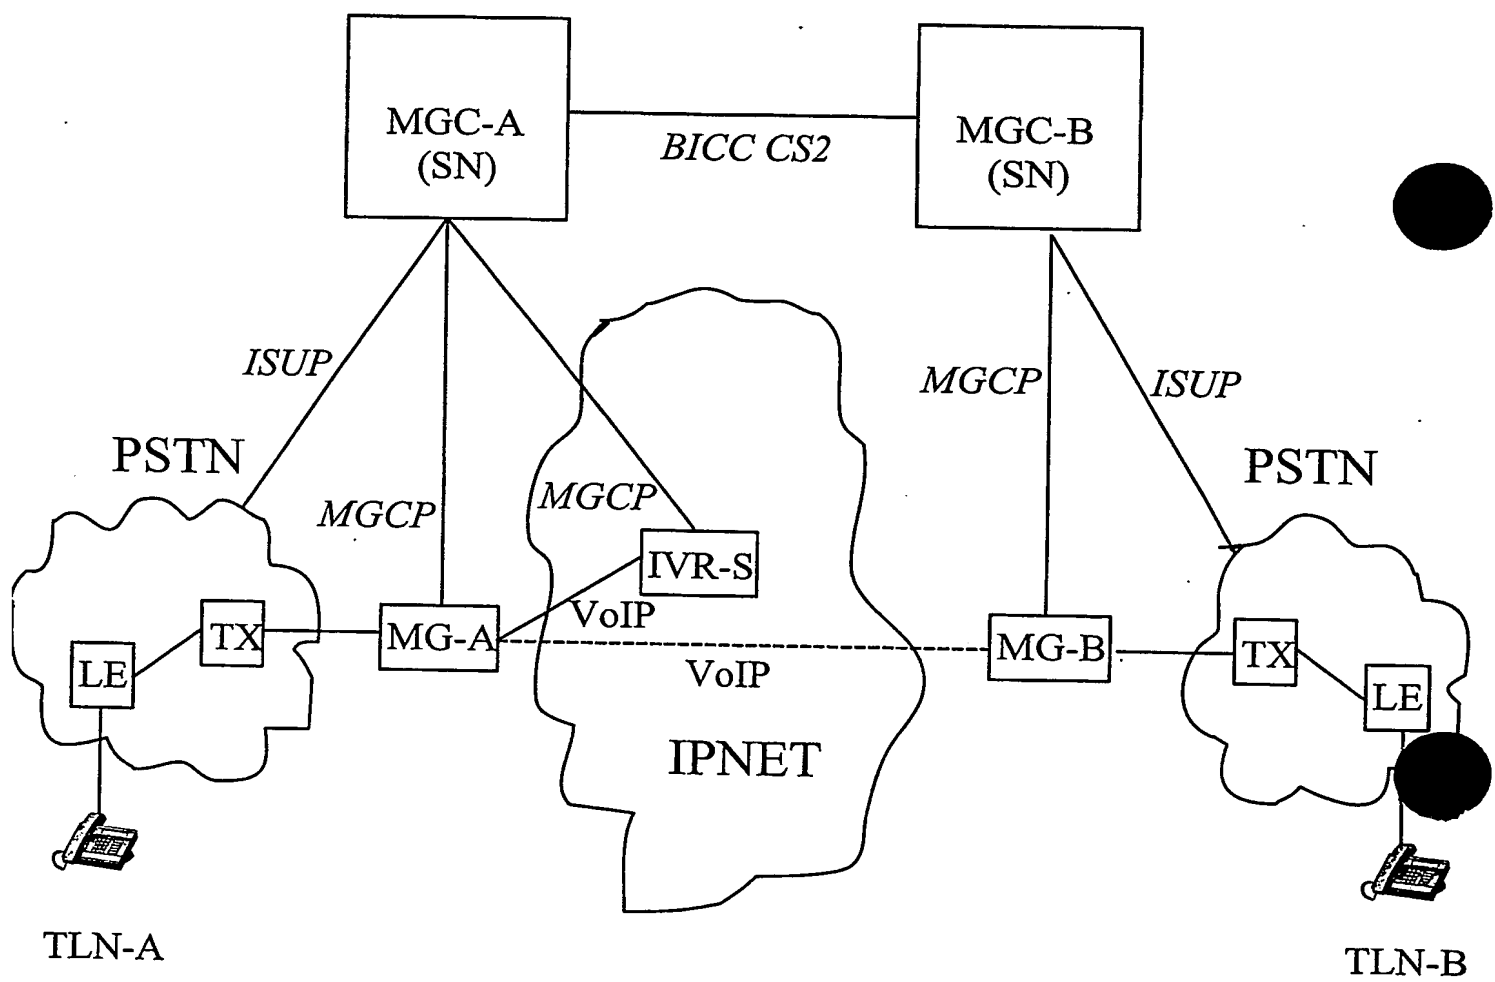 MGC-A
(SN)
BICC CS2
MGC-B
(SN)
ISUP
MGCP
ISUP
PSTN
PSTN
MGCP
MGCP
IVR-S
VoIP
LE
TX
MG-A
MG-B
TX
LE
VoIP
IPNET
TLN-A
TLN-B